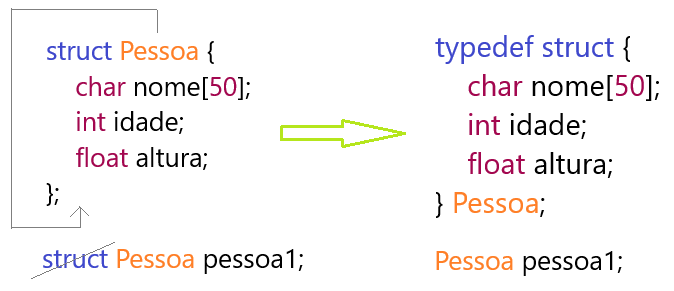 struct Pessoa {
char nome[50];
int idade;
float altura;
};
struct Pessoa pessoa1;
typedef struct {
char nome[50];
int idade;
float altura;
} Pessoa;
Pessoa pessoa1;